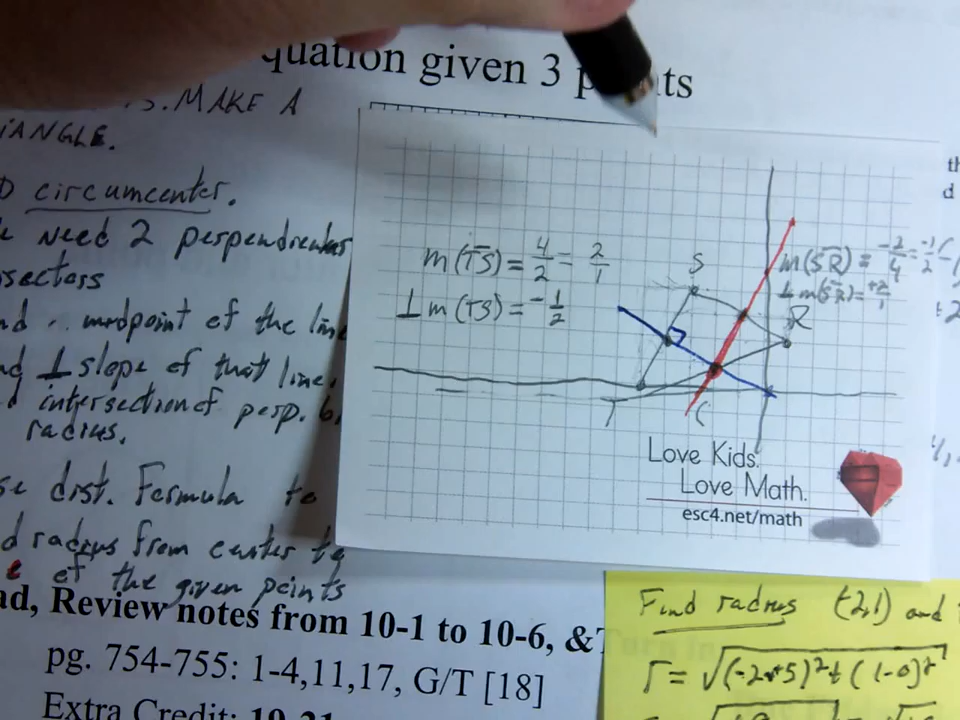 quation given 3 p ts
MAKE A
IANGLE.
circumcenter.
NEED 2 perpendicular
sectors
midpoint of the line
⊥ slope of that line.
intersection of perp. b
radius.
dist. Formula to
radius from center to
of the given points
ad, Review notes from 10-1 to 10-6, &
pg. 754-755: 1-4,11,17, G/T [18]
Extra Credit: 19-21
m(TS) = 4/2 = 2/1
⊥ m(TS) = -1/2
m(SR) = -2/4 = -1/2
⊥ m(SR) = +2/1
S
R
T
C
Love Kids.
Love Math.
esc4.net/math
Find radius (-2,1) and
r = √(-2+5)² + (1-0)²